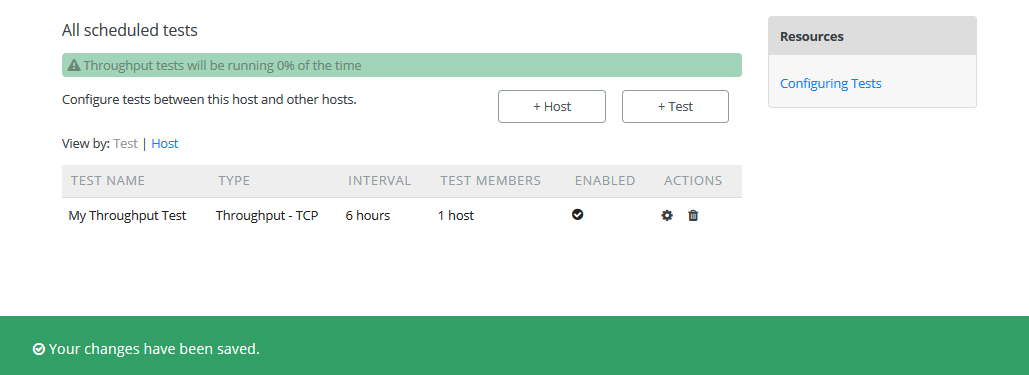 All scheduled tests
Throughput tests will be running 0% of the time
Configure tests between this host and other hosts.
+ Host
+ Test
View by: Test | Host
TEST NAME TYPE INTERVAL TEST MEMBERS ENABLED ACTIONS
My Throughput Test Throughput - TCP 6 hours 1 host
Resources
Configuring Tests
Your changes have been saved.